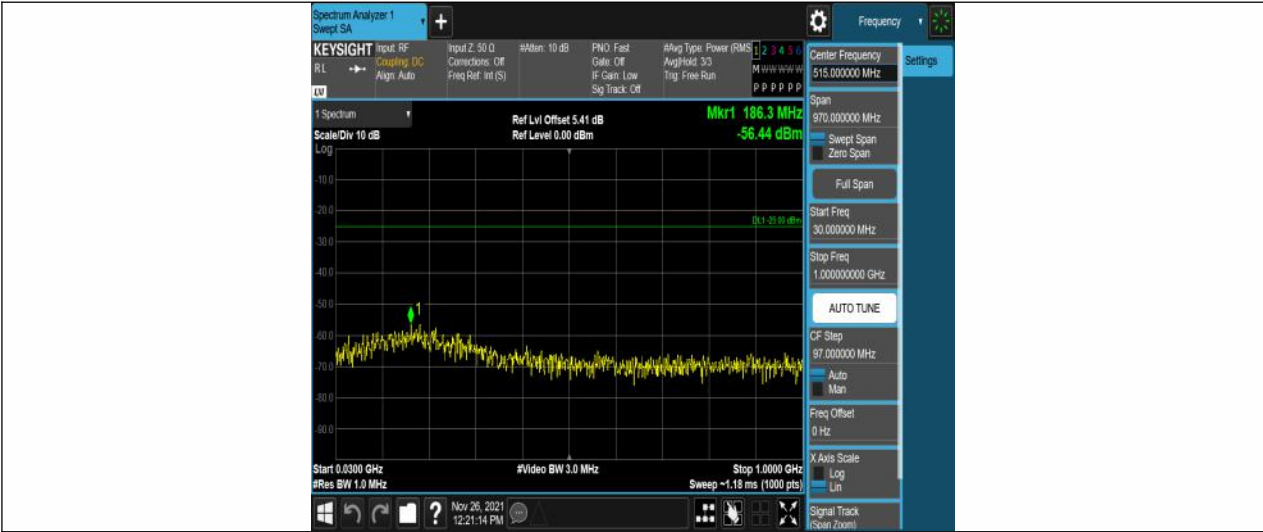 Spectrum Analyzer 1
Swept SA
+
Frequency
KEYSIGHT
RL
Input: RF
Coupling: DC
Align: Auto
Input Z: 50 Ω
Corrections: Off
Freq Ref: Int (S)
#Atten: 10 dB
PNO: Fast
Gate: Off
IF Gain: Low
Sig Track: Off
#Avg Type: Power (RMS
Avg|Hold: 3/3
Trig: Free Run
1 2 3 4 5 6
M W W W W W
P P P P P P
1 Spectrum
Scale/Div 10 dB
Log
Ref Lvl Offset 5.41 dB
Ref Level 0.00 dBm
Mkr1 186.3 MHz
-56.44 dBm
-10.0
-20.0
DL1 -25.00 dBm
-30.0
-40.0
-50.0
1
-60.0
-70.0
-80.0
-90.0
Start 0.0300 GHz
#Res BW 1.0 MHz
#Video BW 3.0 MHz
Stop 1.0000 GHz
Sweep ~1.18 ms (1000 pts)
?
Nov 26, 2021
12:21:14 PM
Center Frequency
515.000000 MHz
Settings
Span
970.000000 MHz
Swept Span
Zero Span
Full Span
Start Freq
30.000000 MHz
Stop Freq
1.000000000 GHz
AUTO TUNE
CF Step
97.000000 MHz
Auto
Man
Freq Offset
0 Hz
X Axis Scale
Log
Lin
Signal Track
(Span Zoom)